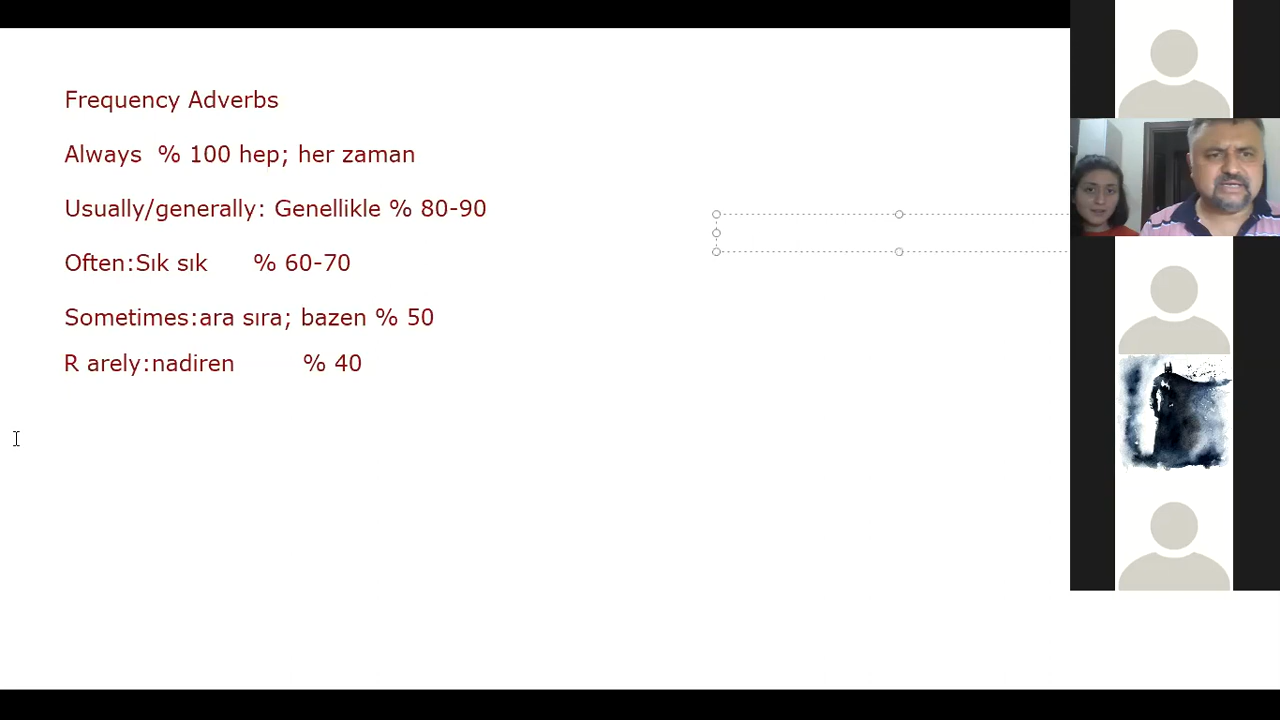 Frequency Adverbs
Always % 100 hep; her zaman
Usually/generally: Genellikle % 80-90
Often:Sık sık % 60-70
Sometimes:ara sıra; bazen % 50
R arely:nadiren % 40